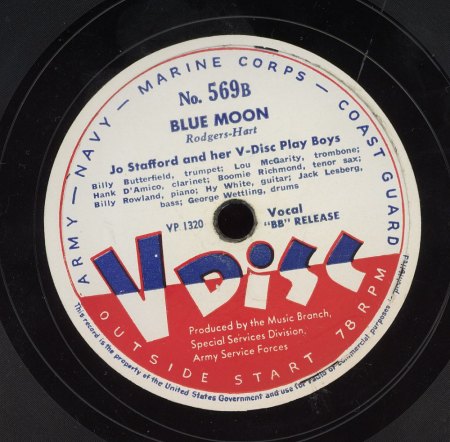 ARMY — NAVY — MARINE CORPS — COAST GUARD
No. 569B
BLUE MOON
Rodgers-Hart
Jo Stafford and her V-Disc Play Boys
Billy Butterfield, trumpet; Lou McGarity, trombone;
Hank D'Amico, clarinet; Boomie Richmond, tenor sax;
Billy Rowland, piano; Hy White, guitar; Jack Lesberg,
bass; George Wettling, drums
VP 1320
Vocal
"BB" RELEASE
V DISC
Produced by the Music Branch,
Special Services Division,
Army Service Forces
OUTSIDE START 78 RPM
This record is the property of the United States Government and use for radio or commercial purposes is prohibited